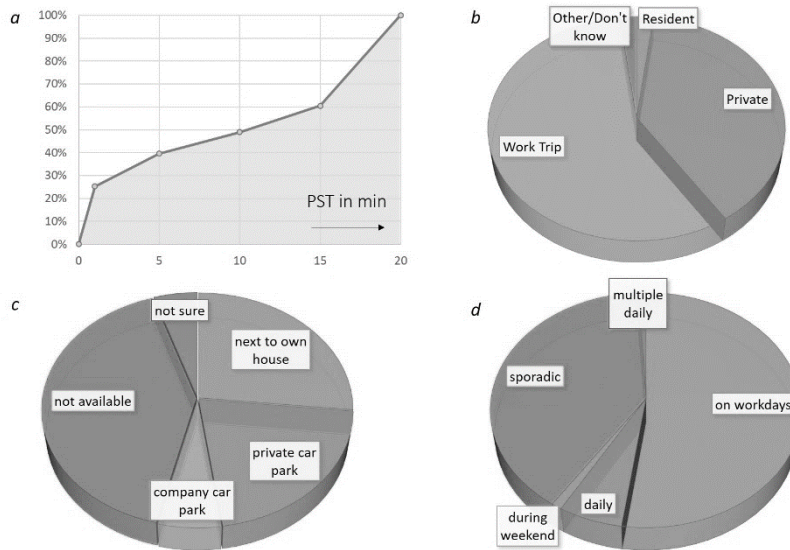 a
100%
90%
80%
70%
60%
50%
40%
30%
20%
10%
0%
0
5
10
15
20
PST in min
b
Other/Don't
know
Resident
Private
Work Trip
c
not sure
next to own
house
not available
private car
park
company car
park
d
multiple
daily
sporadic
on workdays
daily
during
weekend